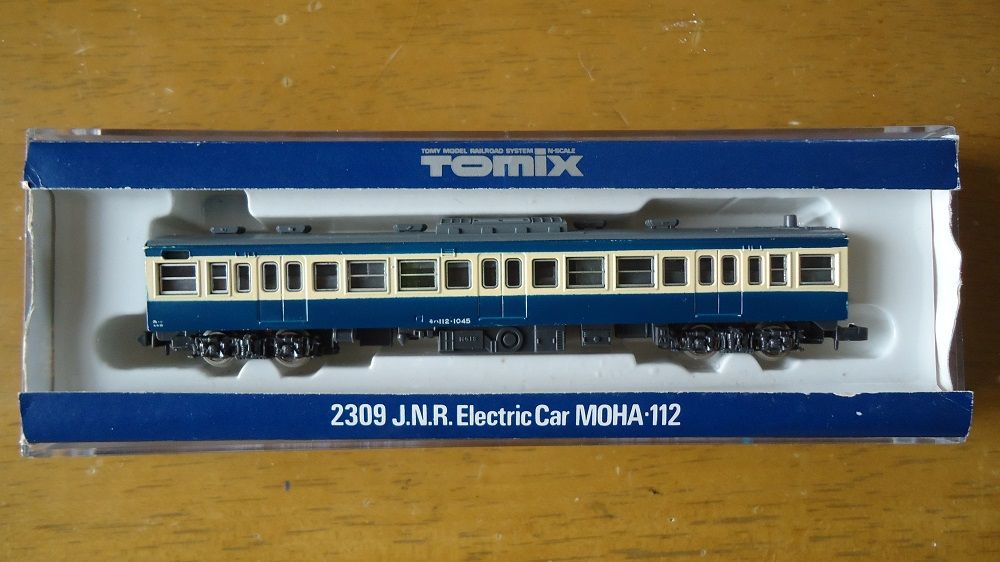 TOMY MODEL RAILROAD SYSTEM N-SCALE
TOMIX
モハ112-1045
2309 J.N.R. Electric Car MOHA·112